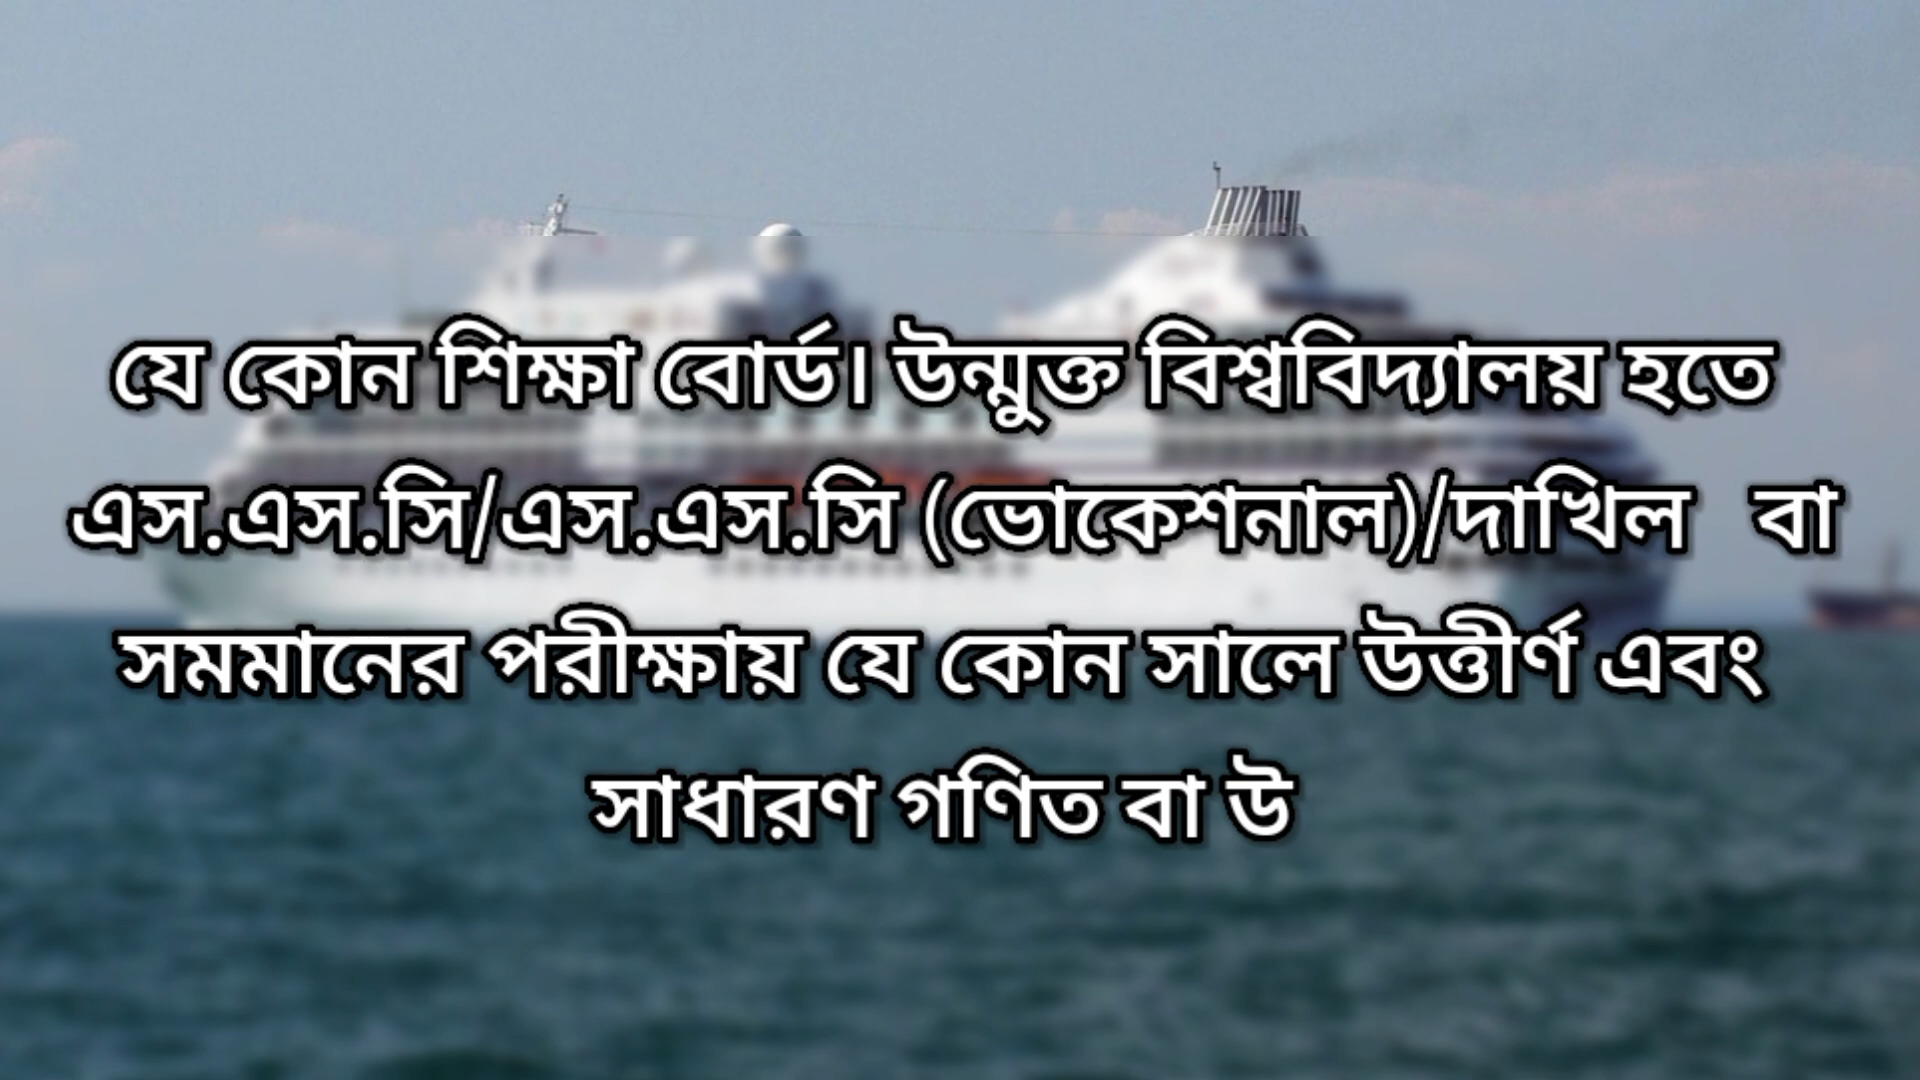 যে কোন শিক্ষা বোর্ড। উন্মুক্ত বিশ্ববিদ্যালয় হতে
এস.এস.সি/এস.এস.সি (ভোকেশনাল)/দাখিল বা
সমমানের পরীক্ষায় যে কোন সালে উত্তীর্ণ এবং
সাধারণ গণিত বা উ